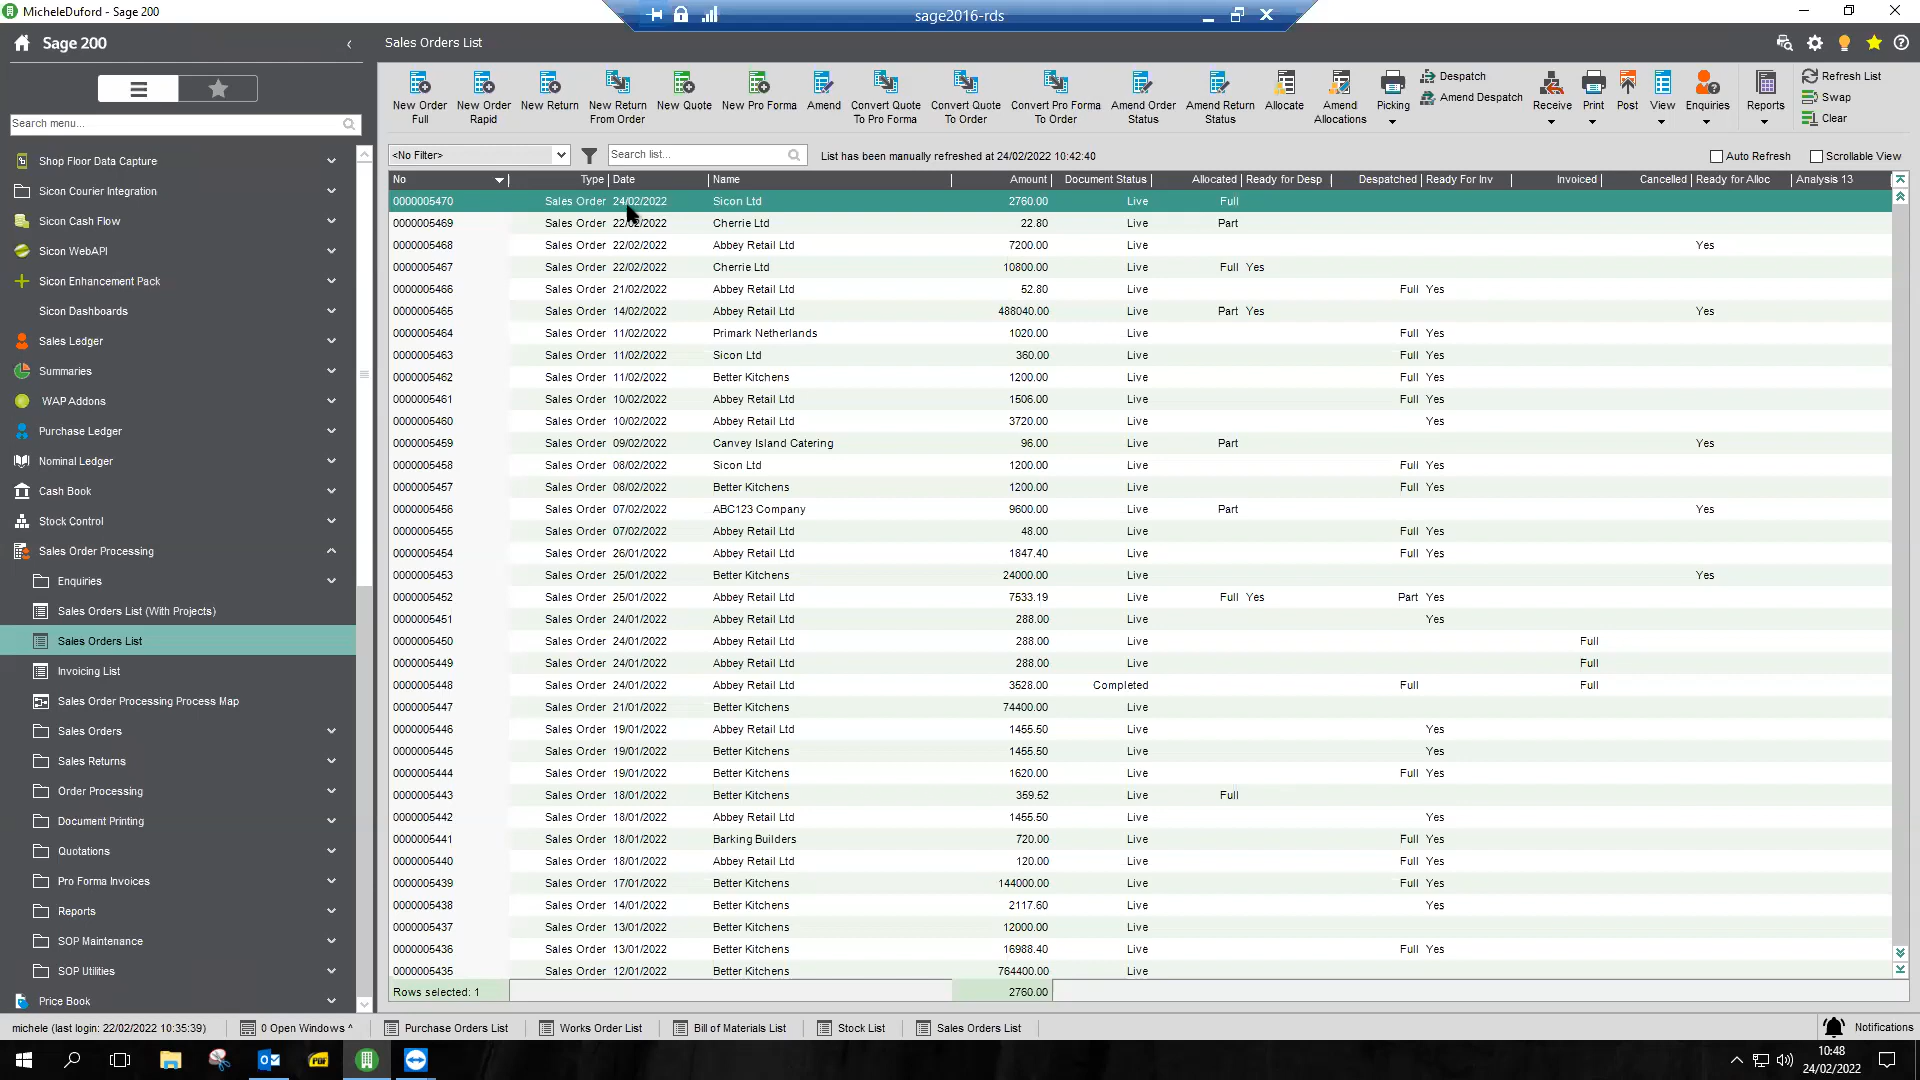 MicheleDuford - Sage 200
sage2016-rds
Sage 200
Sales Orders List
Search menu...
New Order Full
New Order Rapid
New Return
New Return From Order
New Quote
New Pro Forma
Amend
Convert Quote To Pro Forma
Convert Quote To Order
Convert Pro Forma To Order
Amend Order Status
Amend Return Status
Allocate
Amend Allocations
Picking
Despatch
Amend Despatch
Receive
Print
Post
View
Enquiries
Reports
Refresh List
Swap
Clear
<No Filter>
Search list...
List has been manually refreshed at 24/02/2022 10:42:40
Auto Refresh
Scrollable View
Shop Floor Data Capture
Sicon Courier Integration
Sicon Cash Flow
Sicon WebAPI
Sicon Enhancement Pack
Sicon Dashboards
Sales Ledger
Summaries
WAP Addons
Purchase Ledger
Nominal Ledger
Cash Book
Stock Control
Sales Order Processing
Enquiries
Sales Orders List (With Projects)
Sales Orders List
Invoicing List
Sales Order Processing Process Map
Sales Orders
Sales Returns
Order Processing
Document Printing
Quotations
Pro Forma Invoices
Reports
SOP Maintenance
SOP Utilities
Price Book
No Type Date Name Amount Document Status Allocated Ready for Desp Despatched Ready For Inv Invoiced Cancelled Ready for Alloc Analysis 13
0000005470 Sales Order 24/02/2022 Sicon Ltd 2760.00 Live Full
0000005469 Sales Order 22/02/2022 Cherrie Ltd 22.80 Live Part
0000005468 Sales Order 22/02/2022 Abbey Retail Ltd 7200.00 Live Yes
0000005467 Sales Order 22/02/2022 Cherrie Ltd 10800.00 Live Full Yes
0000005466 Sales Order 21/02/2022 Abbey Retail Ltd 52.80 Live Full Yes
0000005465 Sales Order 14/02/2022 Abbey Retail Ltd 488040.00 Live Part Yes Yes
0000005464 Sales Order 11/02/2022 Primark Netherlands 1020.00 Live Full Yes
0000005463 Sales Order 11/02/2022 Sicon Ltd 360.00 Live Full Yes
0000005462 Sales Order 11/02/2022 Better Kitchens 1200.00 Live Full Yes
0000005461 Sales Order 10/02/2022 Abbey Retail Ltd 1506.00 Live Full Yes
0000005460 Sales Order 10/02/2022 Abbey Retail Ltd 3720.00 Live Yes
0000005459 Sales Order 09/02/2022 Canvey Island Catering 96.00 Live Part Yes
0000005458 Sales Order 08/02/2022 Sicon Ltd 1200.00 Live Full Yes
0000005457 Sales Order 08/02/2022 Better Kitchens 1200.00 Live Full Yes
0000005456 Sales Order 07/02/2022 ABC123 Company 9600.00 Live Part Yes
0000005455 Sales Order 07/02/2022 Abbey Retail Ltd 48.00 Live Full Yes
0000005454 Sales Order 26/01/2022 Abbey Retail Ltd 1847.40 Live Full Yes
0000005453 Sales Order 25/01/2022 Better Kitchens 24000.00 Live Yes
0000005452 Sales Order 25/01/2022 Abbey Retail Ltd 7533.19 Live Full Yes Part Yes
0000005451 Sales Order 24/01/2022 Abbey Retail Ltd 288.00 Live Yes
0000005450 Sales Order 24/01/2022 Abbey Retail Ltd 288.00 Live Full
0000005449 Sales Order 24/01/2022 Abbey Retail Ltd 288.00 Live Full
0000005448 Sales Order 24/01/2022 Abbey Retail Ltd 3528.00 Completed Full Full
0000005447 Sales Order 21/01/2022 Better Kitchens 74400.00 Live
0000005446 Sales Order 19/01/2022 Abbey Retail Ltd 1455.50 Live Yes
0000005445 Sales Order 19/01/2022 Better Kitchens 1455.50 Live Yes
0000005444 Sales Order 19/01/2022 Better Kitchens 1620.00 Live Full Yes
0000005443 Sales Order 18/01/2022 Better Kitchens 359.52 Live Full
0000005442 Sales Order 18/01/2022 Abbey Retail Ltd 1455.50 Live Yes
0000005441 Sales Order 18/01/2022 Barking Builders 720.00 Live Full Yes
0000005440 Sales Order 18/01/2022 Abbey Retail Ltd 120.00 Live Full Yes
0000005439 Sales Order 17/01/2022 Better Kitchens 144000.00 Live Full Yes
0000005438 Sales Order 14/01/2022 Better Kitchens 2117.60 Live Yes
0000005437 Sales Order 13/01/2022 Better Kitchens 12000.00 Live
0000005436 Sales Order 13/01/2022 Better Kitchens 16988.40 Live Full Yes
0000005435 Sales Order 12/01/2022 Better Kitchens 764400.00 Live
Rows selected: 1 2760.00
michele (last login: 22/02/2022 10:35:39)
0 Open Windows ^
Purchase Orders List
Works Order List
Bill of Materials List
Stock List
Sales Orders List
Notifications
10:48
24/02/2022